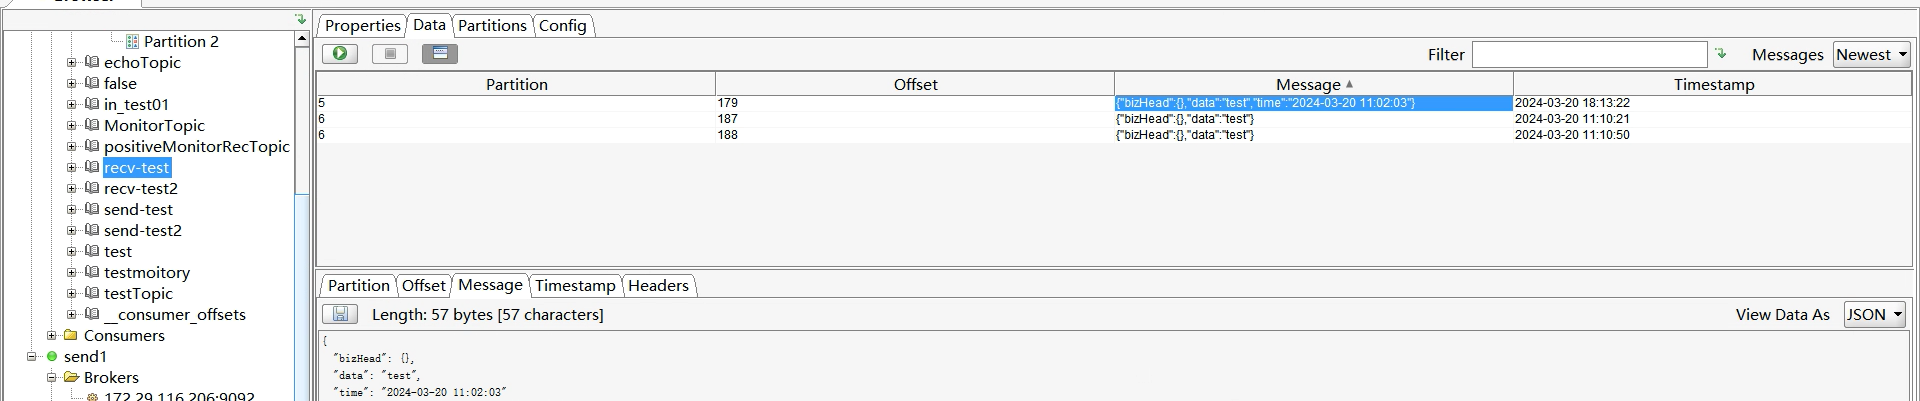 Partition 2
echoTopic
false
in_test01
MonitorTopic
positiveMonitorRecTopic
recv-test
recv-test2
send-test
send-test2
test
testmoitory
testTopic
__consumer_offsets
Consumers
send1
Brokers
172.29.116.206:9092
Properties Data Partitions Config
Filter Messages Newest
Partition Offset Message Timestamp
5 179 {"bizHead":{},"data":"test","time":"2024-03-20 11:02:03"} 2024-03-20 18:13:22
6 187 {"bizHead":{},"data":"test"} 2024-03-20 11:10:21
6 188 {"bizHead":{},"data":"test"} 2024-03-20 11:10:50
Partition Offset Message Timestamp Headers
Length: 57 bytes [57 characters] View Data As JSON
{
"bizHead": {},
"data": "test",
"time": "2024-03-20 11:02:03"